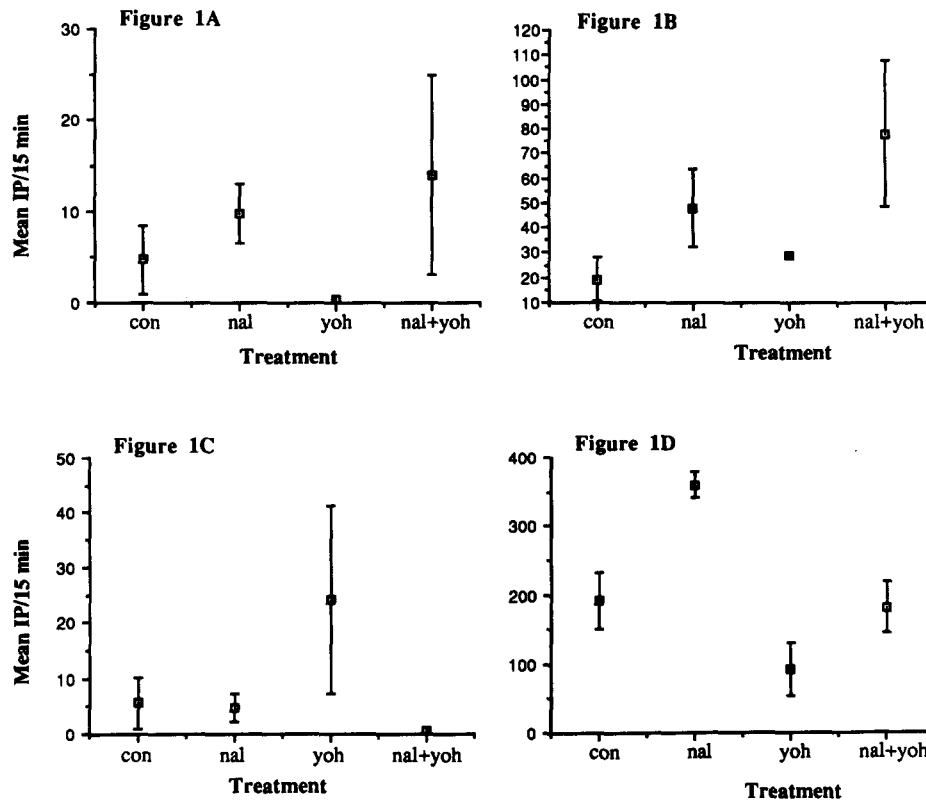 Figure 1A
Mean IP/15 min
30
20
10
0
con nal yoh nal+yoh
Treatment
Figure 1B
120
110
100
90
80
70
60
50
40
30
20
10
con nal yoh nal+yoh
Treatment
Figure 1C
Mean IP/15 min
50
40
30
20
10
0
con nal yoh nal+yoh
Treatment
Figure 1D
400
300
200
100
0
con nal yoh nal+yoh
Treatment